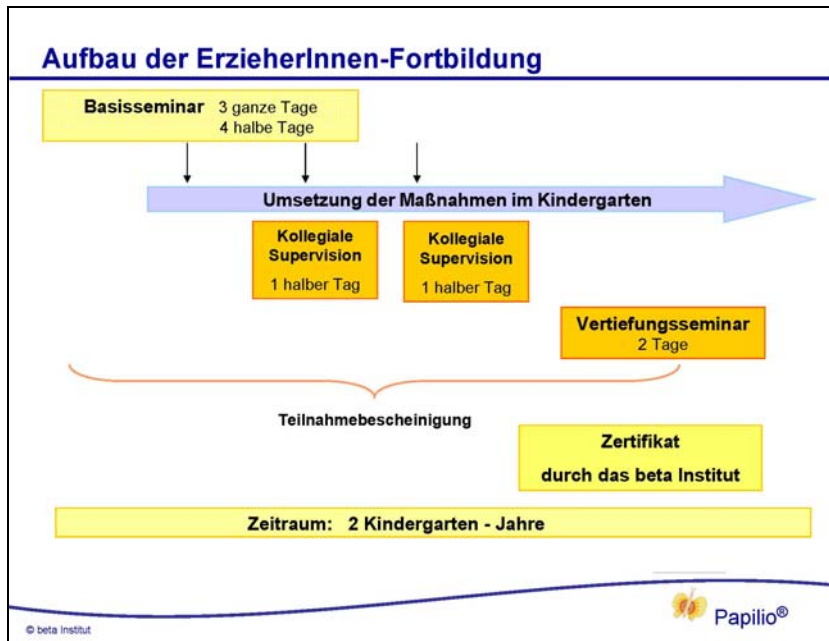 Aufbau der ErzieherInnen-Fortbildung
Basisseminar 3 ganze Tage
4 halbe Tage
Umsetzung der Maßnahmen im Kindergarten
Kollegiale
Supervision
1 halber Tag
Kollegiale
Supervision
1 halber Tag
Vertiefungsseminar
2 Tage
Teilnahmebescheinigung
Zertifikat
durch das beta Institut
Zeitraum: 2 Kindergarten - Jahre
© beta Institut
Papilio®